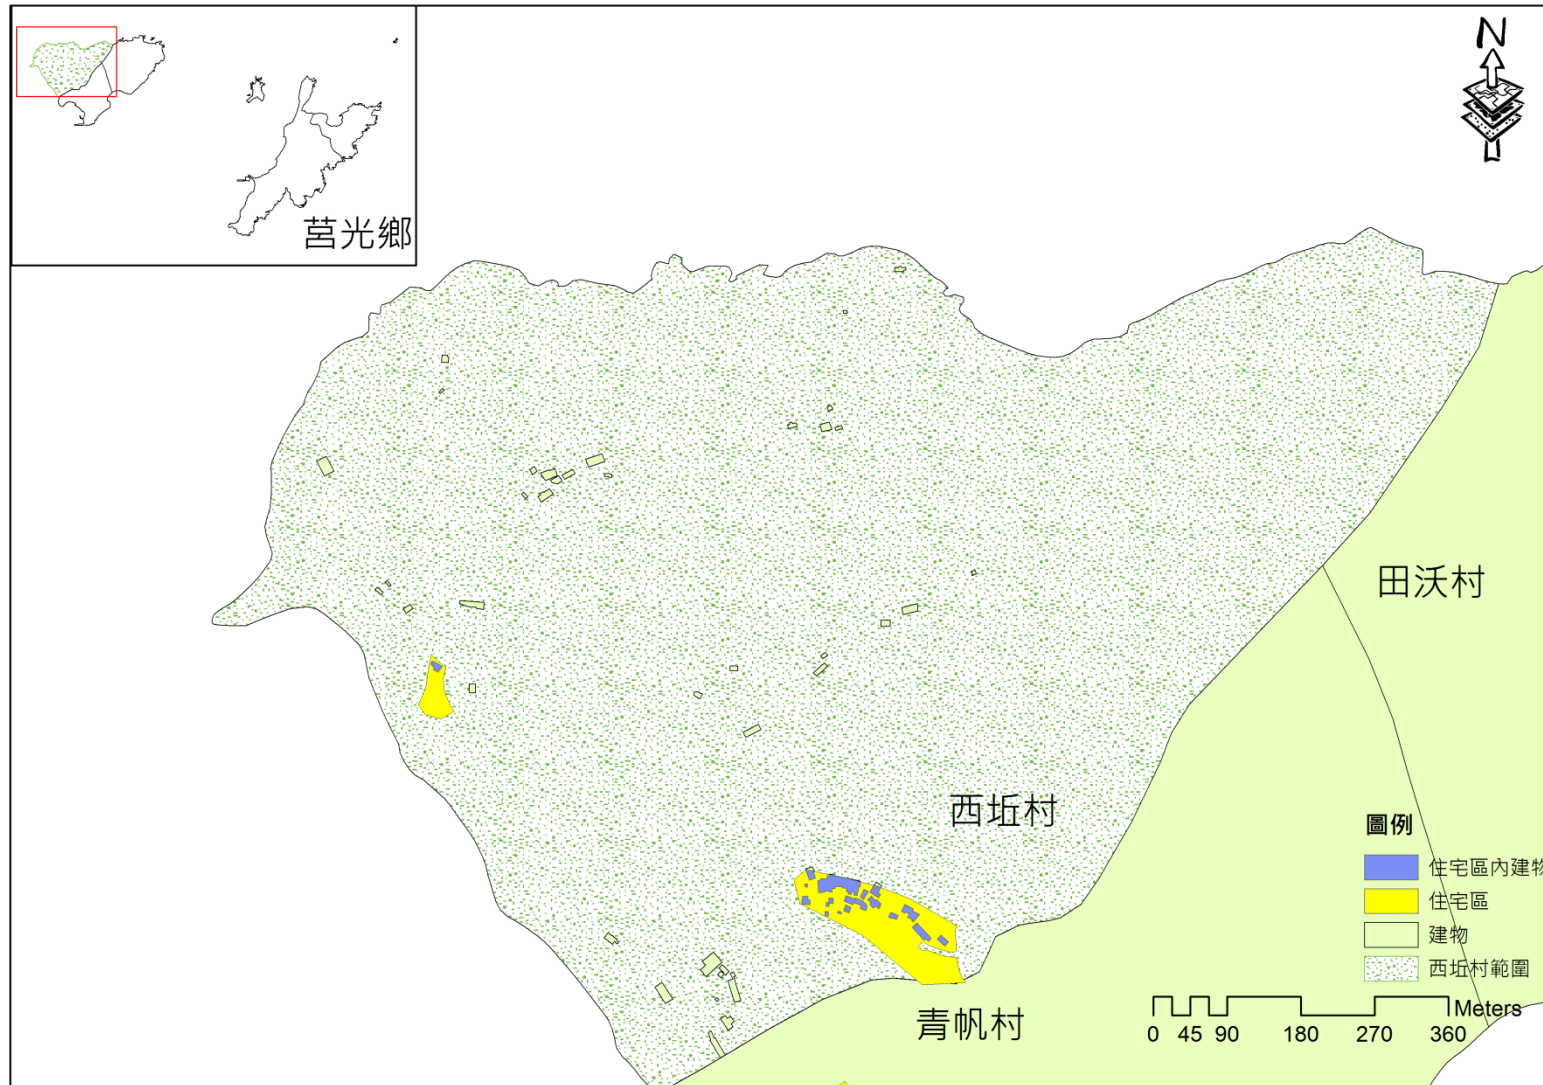 N
莒光鄉
田沃村
西坵村
青帆村
圖例
住宅區內建物
住宅區
建物
西坵村範圍
Meters
0 45 90 180 270 360